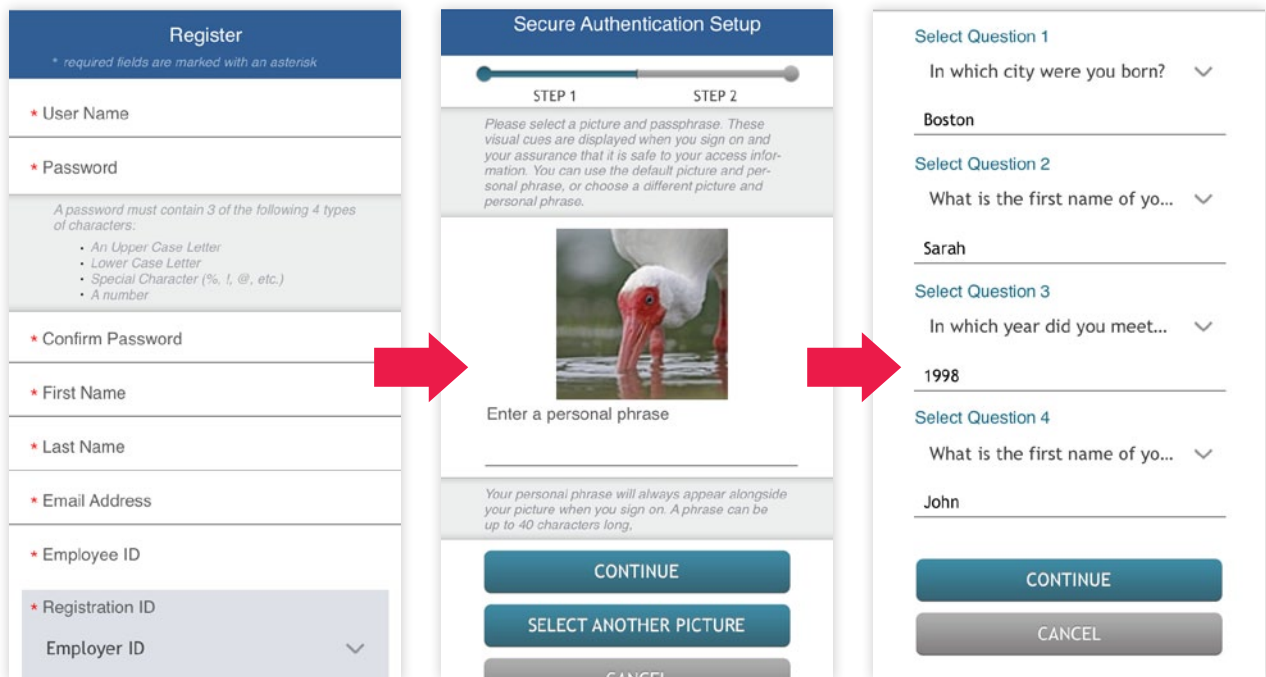 Register
* required fields are marked with an asterisk
* User Name
* Password
A password must contain 3 of the following 4 types
of characters:
• An Upper Case Letter
• Lower Case Letter
• Special Character (%, !, @, etc.)
• A number
* Confirm Password
* First Name
* Last Name
* Email Address
* Employee ID
* Registration ID
Employer ID
Secure Authentication Setup
STEP 1 STEP 2
Please select a picture and passphrase. These
visual cues are displayed when you sign on and
your assurance that it is safe to your access infor-
mation. You can use the default picture and per-
sonal phrase, or choose a different picture and
personal phrase.
Enter a personal phrase
Your personal phrase will always appear alongside
your picture when you sign on. A phrase can be
up to 40 characters long,
CONTINUE
SELECT ANOTHER PICTURE
CANCEL
Select Question 1
In which city were you born?
Boston
Select Question 2
What is the first name of yo...
Sarah
Select Question 3
In which year did you meet...
1998
Select Question 4
What is the first name of yo...
John
CONTINUE
CANCEL